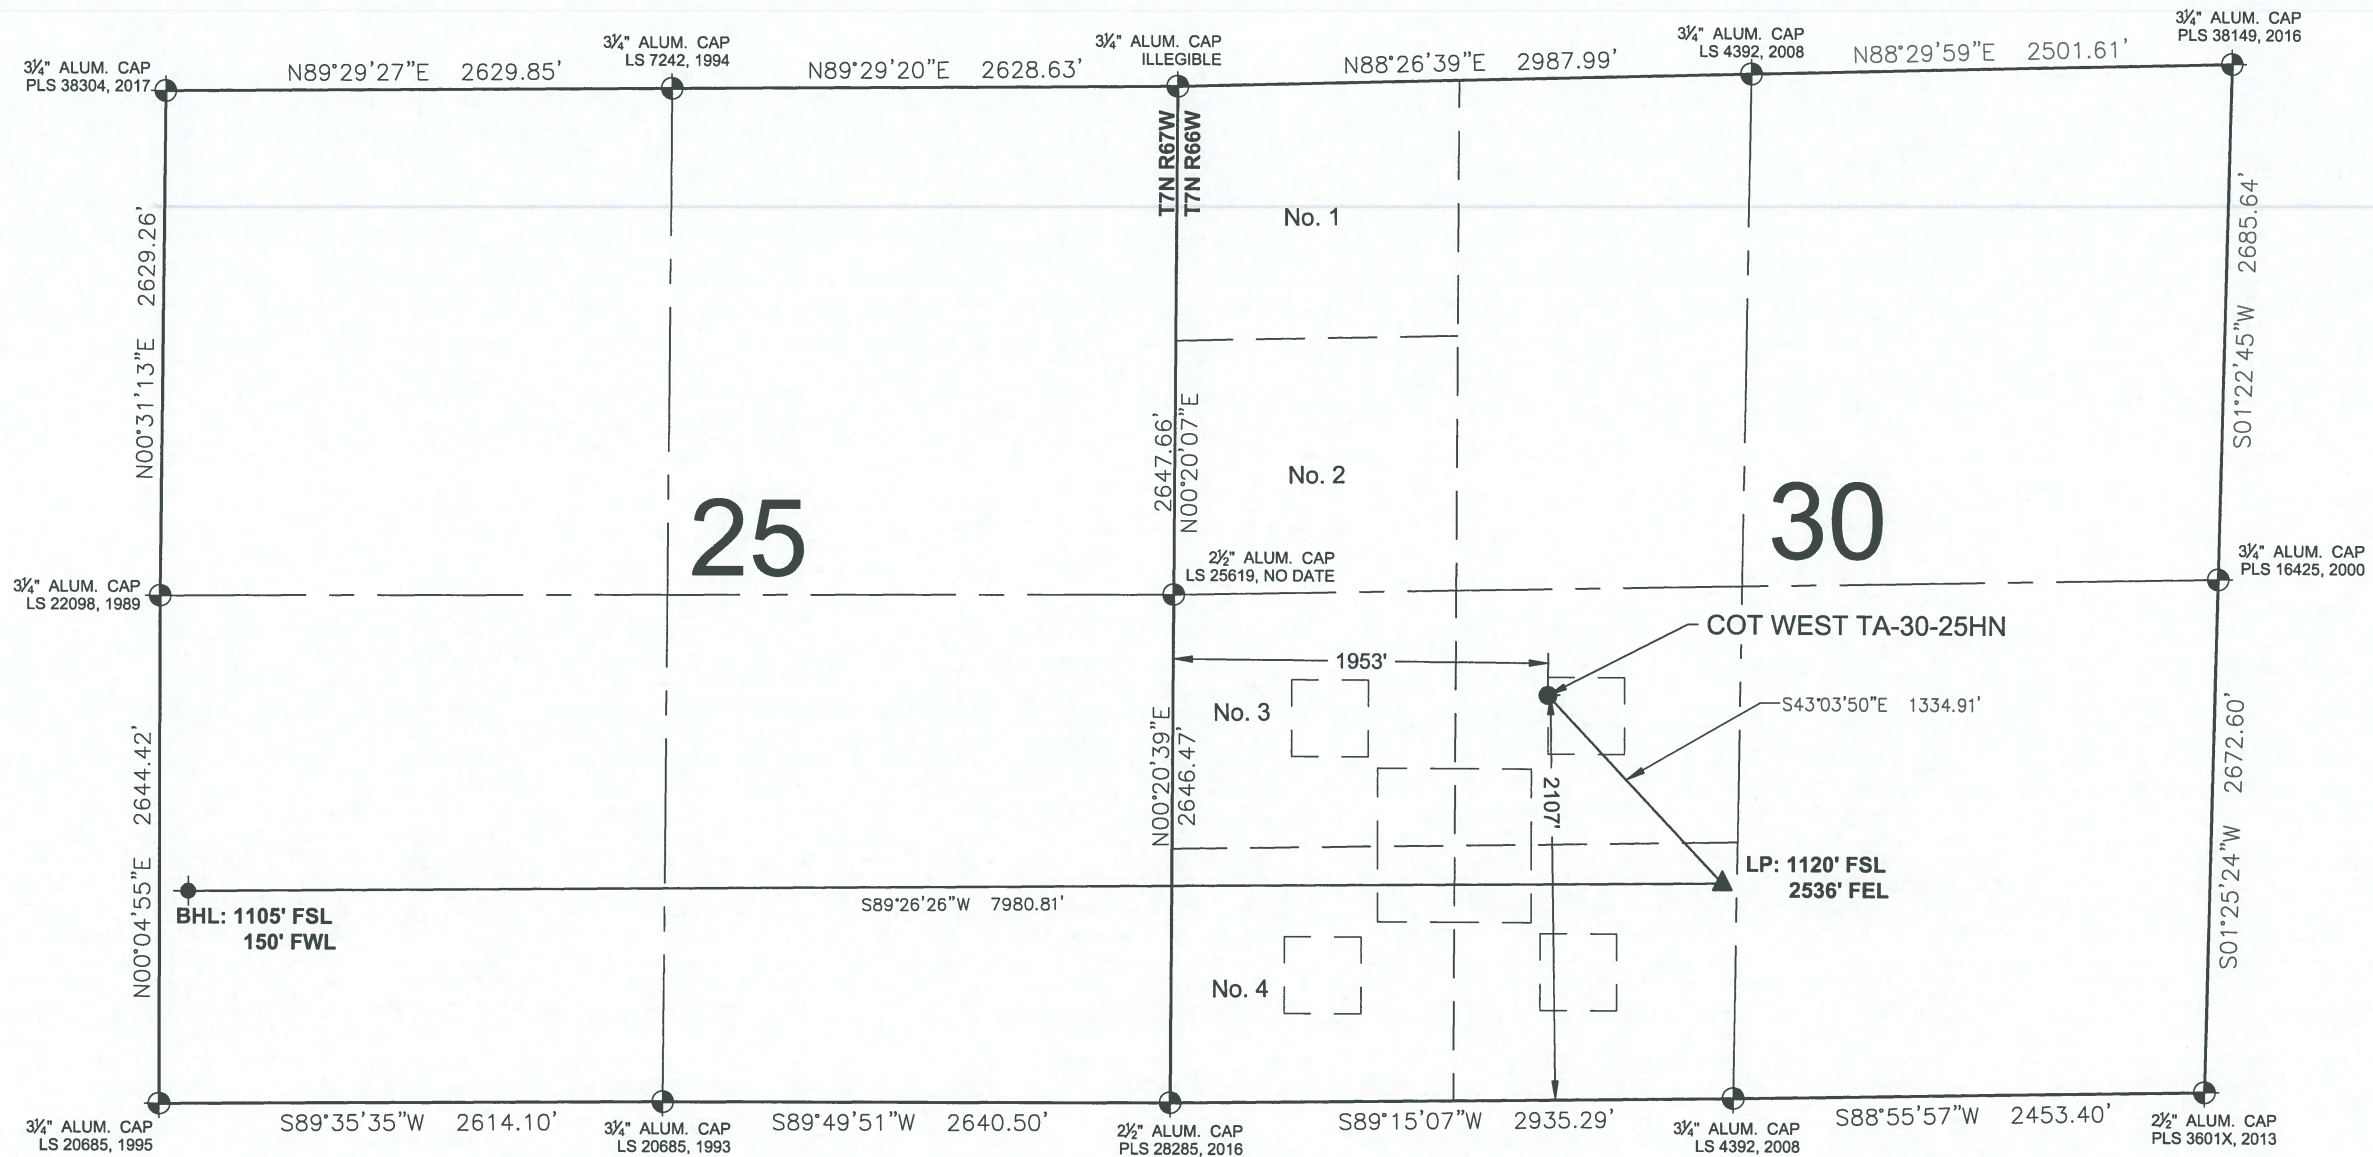 3¼" ALUM. CAP
PLS 38304, 2017
N89°29'27"E 2629.85'
3¼" ALUM. CAP
LS 7242, 1994
N89°29'20"E 2628.63'
3¼" ALUM. CAP
ILLEGIBLE
N88°26'39"E 2987.99'
3¼" ALUM. CAP
LS 4392, 2008
N88°29'59"E 2501.61'
3¼" ALUM. CAP
PLS 38149, 2016
T7N R67W
T7N R66W
N00°31'13"E 2629.26'
No. 1
S01°22'45"W 2685.64'
2647.66'
N00°20'07"E
No. 2
25
30
3¼" ALUM. CAP
LS 22098, 1989
2½" ALUM. CAP
LS 25619, NO DATE
3¼" ALUM. CAP
PLS 16425, 2000
COT WEST TA-30-25HN
1953'
No. 3
S43°03'50"E 1334.91'
N00°04'55"E 2644.42'
N00°20'39"E
2646.47'
2107'
S01°25'24"W 2672.60'
LP: 1120' FSL
2536' FEL
S89°26'26"W 7980.81'
BHL: 1105' FSL
150' FWL
No. 4
3¼" ALUM. CAP
LS 20685, 1995
S89°35'35"W 2614.10'
3¼" ALUM. CAP
LS 20685, 1993
S89°49'51"W 2640.50'
2½" ALUM. CAP
PLS 28285, 2016
S89°15'07"W 2935.29'
3¼" ALUM. CAP
LS 4392, 2008
S88°55'57"W 2453.40'
2½" ALUM. CAP
PLS 3601X, 2013